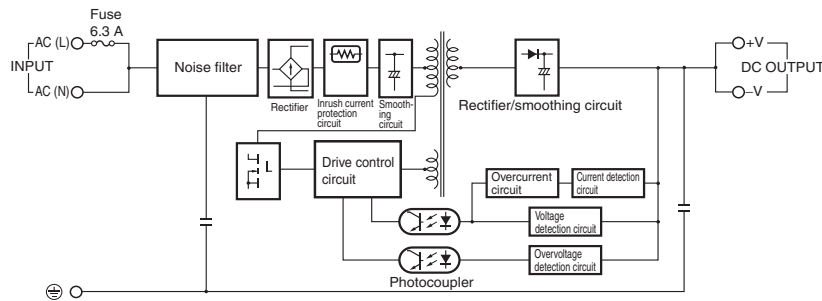 Fuse
6.3 A
AC (L)
INPUT
AC (N)
Noise filter
Rectifier
Inrush current
protection
circuit
Smooth-
ing
circuit
Rectifier/smoothing circuit
+V
DC OUTPUT
–V
Drive control
circuit
Overcurrent
circuit
Current detection
circuit
Voltage
detection circuit
Overvoltage
detection circuit
Photocoupler